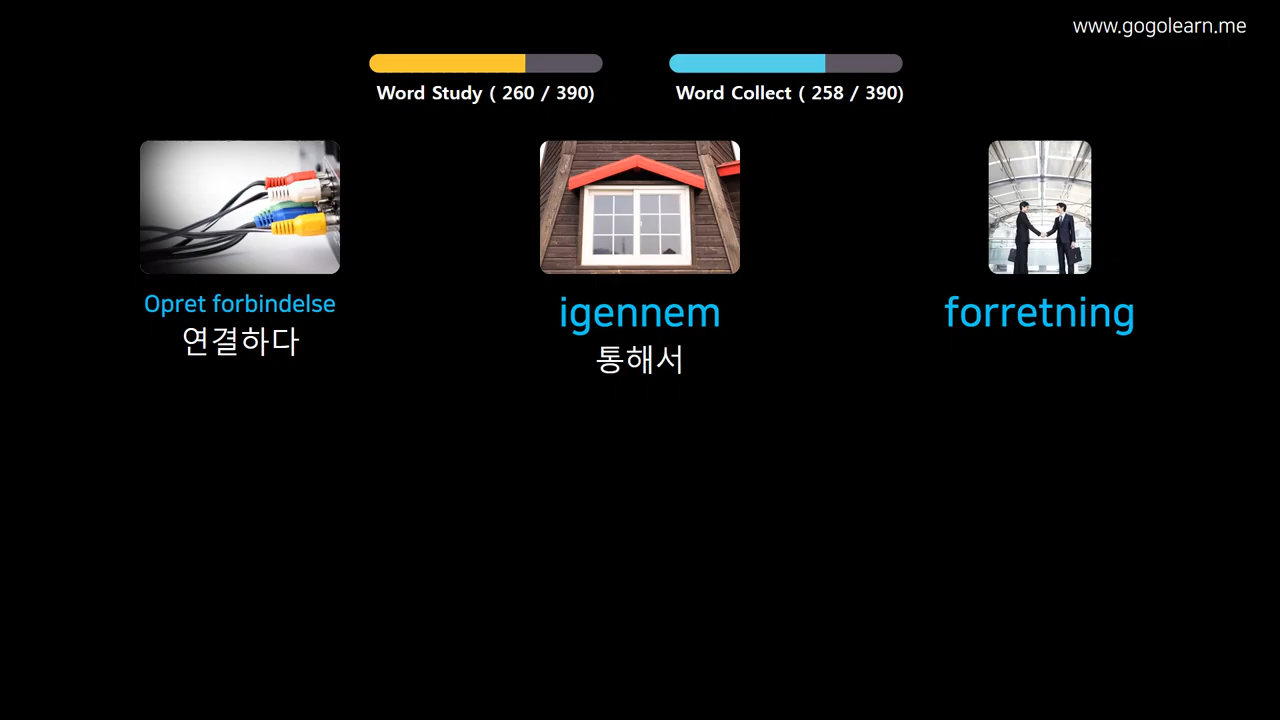 www.gogolearn.me
Word Study ( 260 / 390)
Word Collect ( 258 / 390)
Opret forbindelse
연결하다
igennem
통해서
forretning